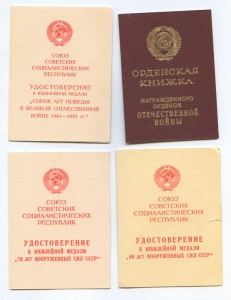 СОЮЗ
СОВЕТСКИХ
СОЦИАЛИСТИЧЕСКИХ
РЕСПУБЛИК
УДОСТОВЕРЕНИЕ
К ЮБИЛЕЙНОЙ МЕДАЛИ
"СОРОК ЛЕТ ПОБЕДЫ
В ВЕЛИКОЙ ОТЕЧЕСТВЕННОЙ
ВОЙНЕ 1941—1945 гг."
ОРДЕНСКАЯ
КНИЖКА
НАГРАЖДЕННОГО
ОРДЕНОМ
ОТЕЧЕСТВЕННОЙ
ВОЙНЫ
СОЮЗ
СОВЕТСКИХ
СОЦИАЛИСТИЧЕСКИХ
РЕСПУБЛИК
УДОСТОВЕРЕНИЕ
К ЮБИЛЕЙНОЙ МЕДАЛИ
"70 ЛЕТ ВООРУЖЕННЫХ СИЛ СССР"
СОЮЗ
СОВЕТСКИХ
СОЦИАЛИСТИЧЕСКИХ
РЕСПУБЛИК
УДОСТОВЕРЕНИЕ
К ЮБИЛЕЙНОЙ МЕДАЛИ
ЛЕТ ВООРУЖЕННЫХ СИЛ СССР"